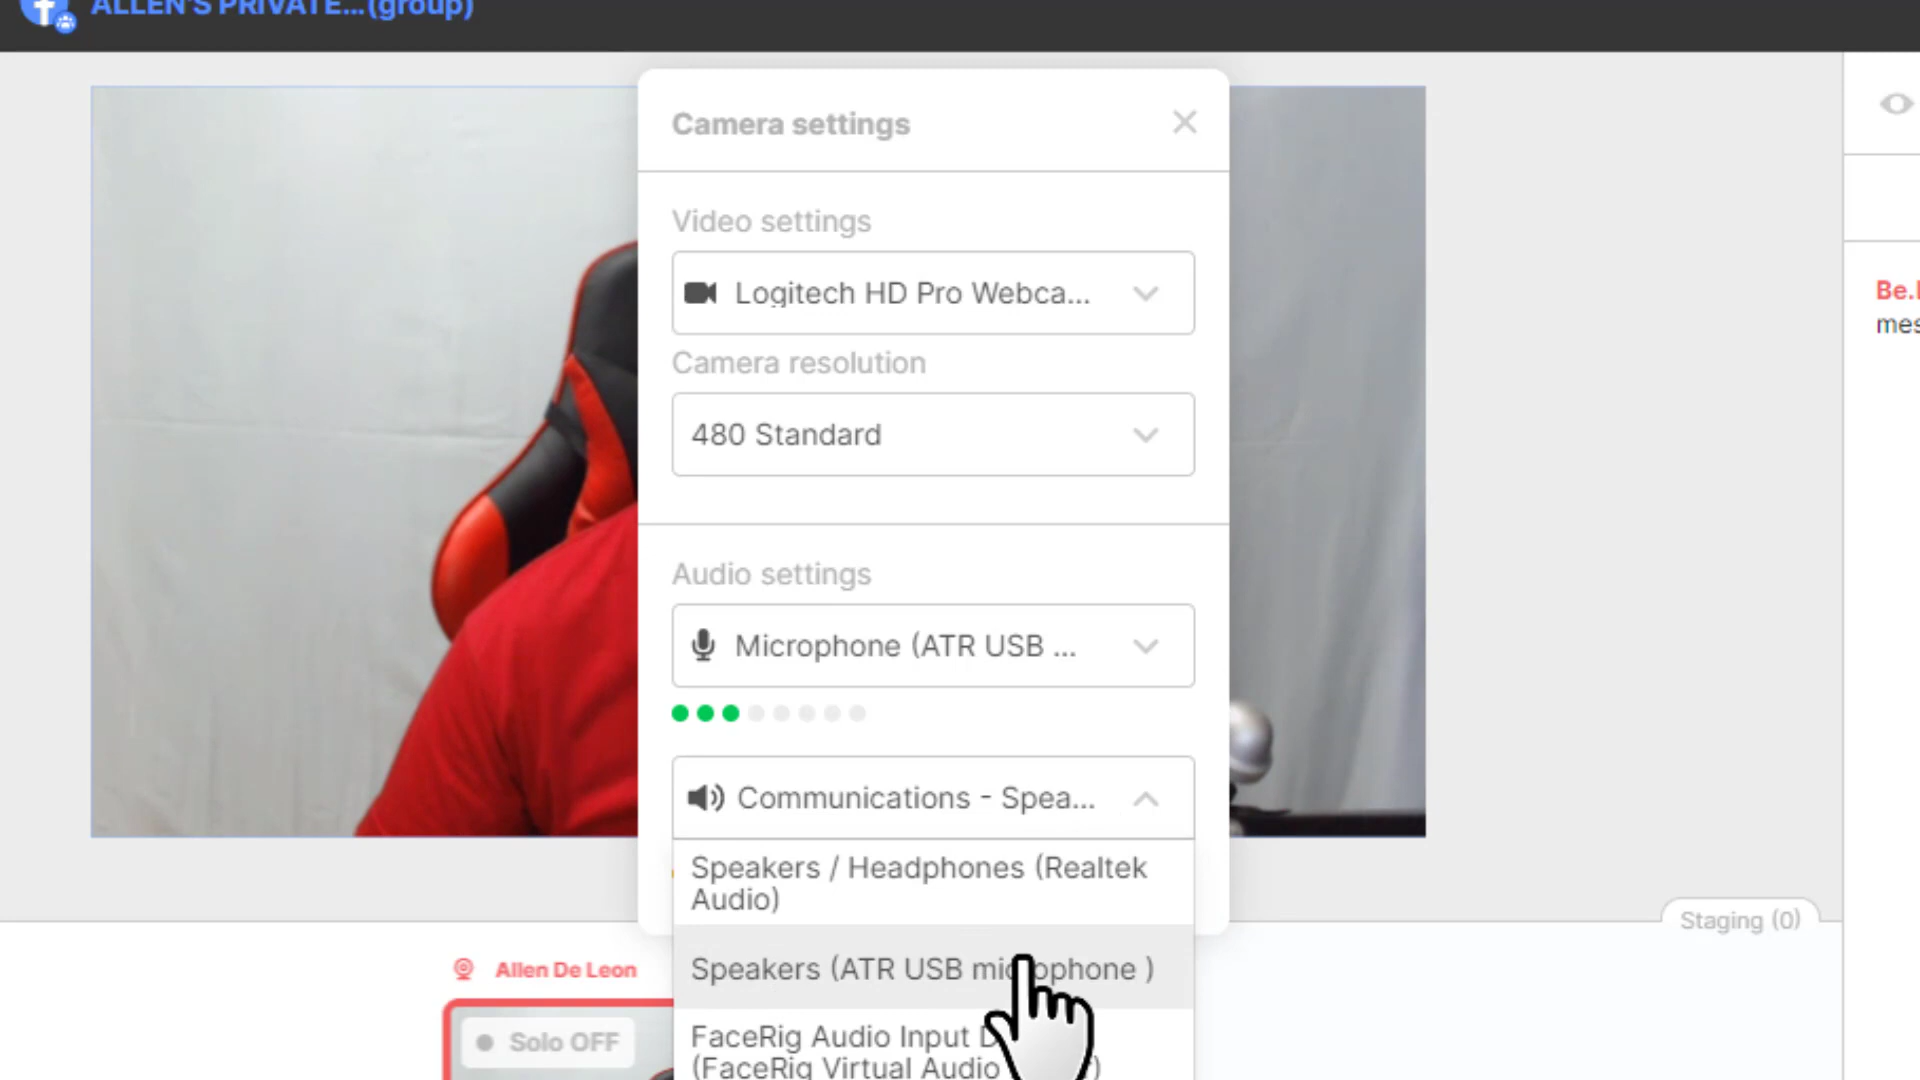 ALLEN'S PRIVATE...(group)
Camera settings
Video settings
Logitech HD Pro Webca...
Camera resolution
480 Standard
Audio settings
Microphone (ATR USB ...
Communications - Spea...
Speakers / Headphones (Realtek
Audio)
Speakers (ATR USB microphone )
FaceRig Audio Input
(FaceRig Virtual Audio
Be.
mes
Staging (0)
Allen De Leon
Solo OFF